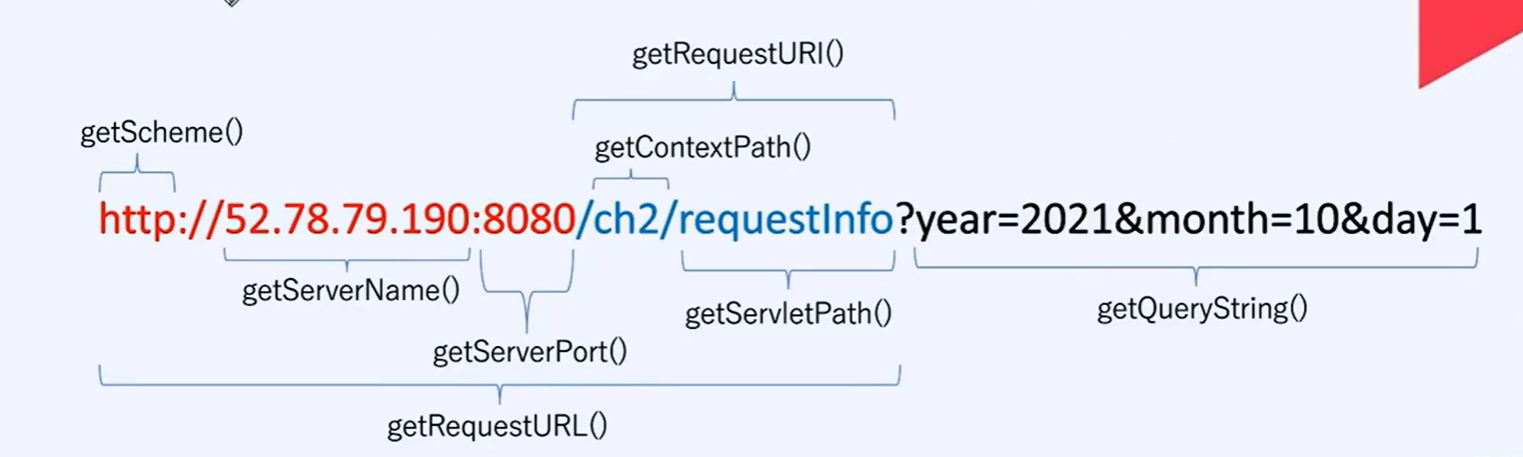 getRequestURI()
getScheme()
getContextPath()
http://52.78.79.190:8080/ch2/requestInfo?year=2021&month=10&day=1
getServerName()
getServletPath()
getQueryString()
getServerPort()
getRequestURL()